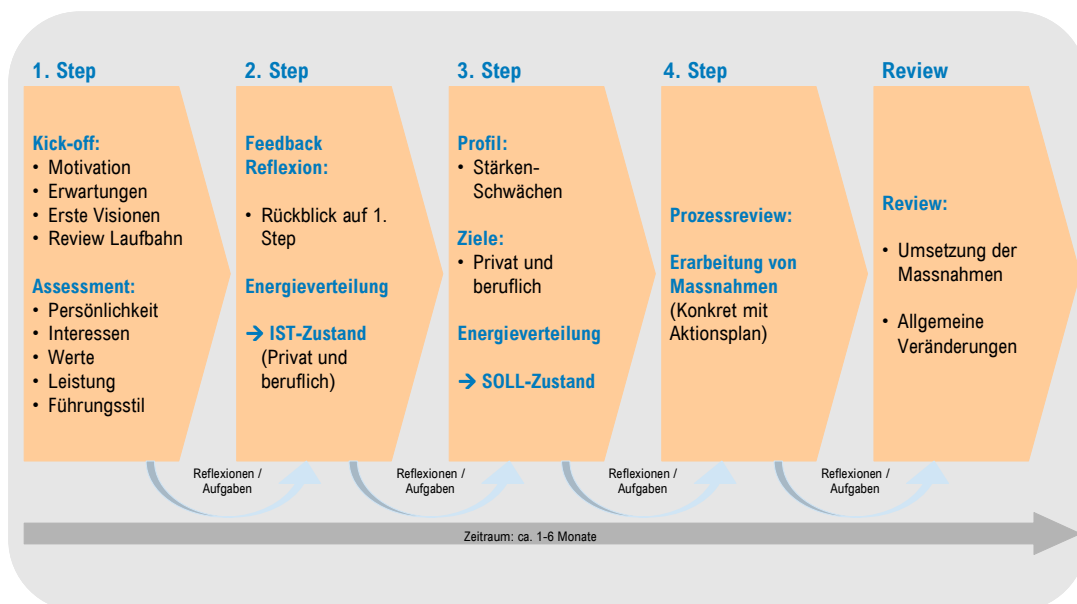 1. Step
Kick-off:
• Motivation
• Erwartungen
• Erste Visionen
• Review Laufbahn
Assessment:
• Persönlichkeit
• Interessen
• Werte
• Leistung
• Führungsstil
2. Step
Feedback
Reflexion:
• Rückblick auf 1.
Step
Energieverteilung
→ IST-Zustand
(Privat und
beruflich)
3. Step
Profil:
• Stärken-
Schwächen
Ziele:
• Privat und
beruflich
Energieverteilung
→ SOLL-Zustand
4. Step
Prozessreview:
Erarbeitung von
Massnahmen
(Konkret mit
Aktionsplan)
Review
Review:
• Umsetzung der
Massnahmen
• Allgemeine
Veränderungen
Reflexionen /
Aufgaben
Reflexionen /
Aufgaben
Reflexionen /
Aufgaben
Reflexionen /
Aufgaben
Zeitraum: ca. 1-6 Monate